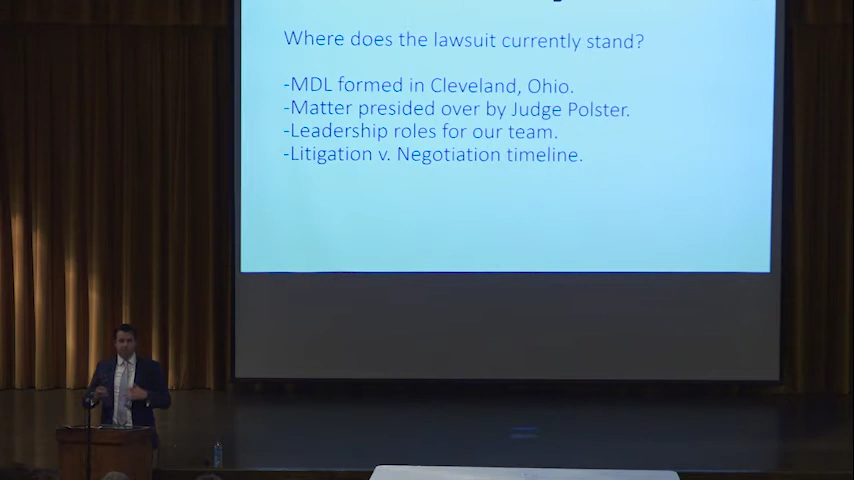 Where does the lawsuit currently stand?
-MDL formed in Cleveland, Ohio.
-Matter presided over by Judge Polster.
-Leadership roles for our team.
-Litigation v. Negotiation timeline.